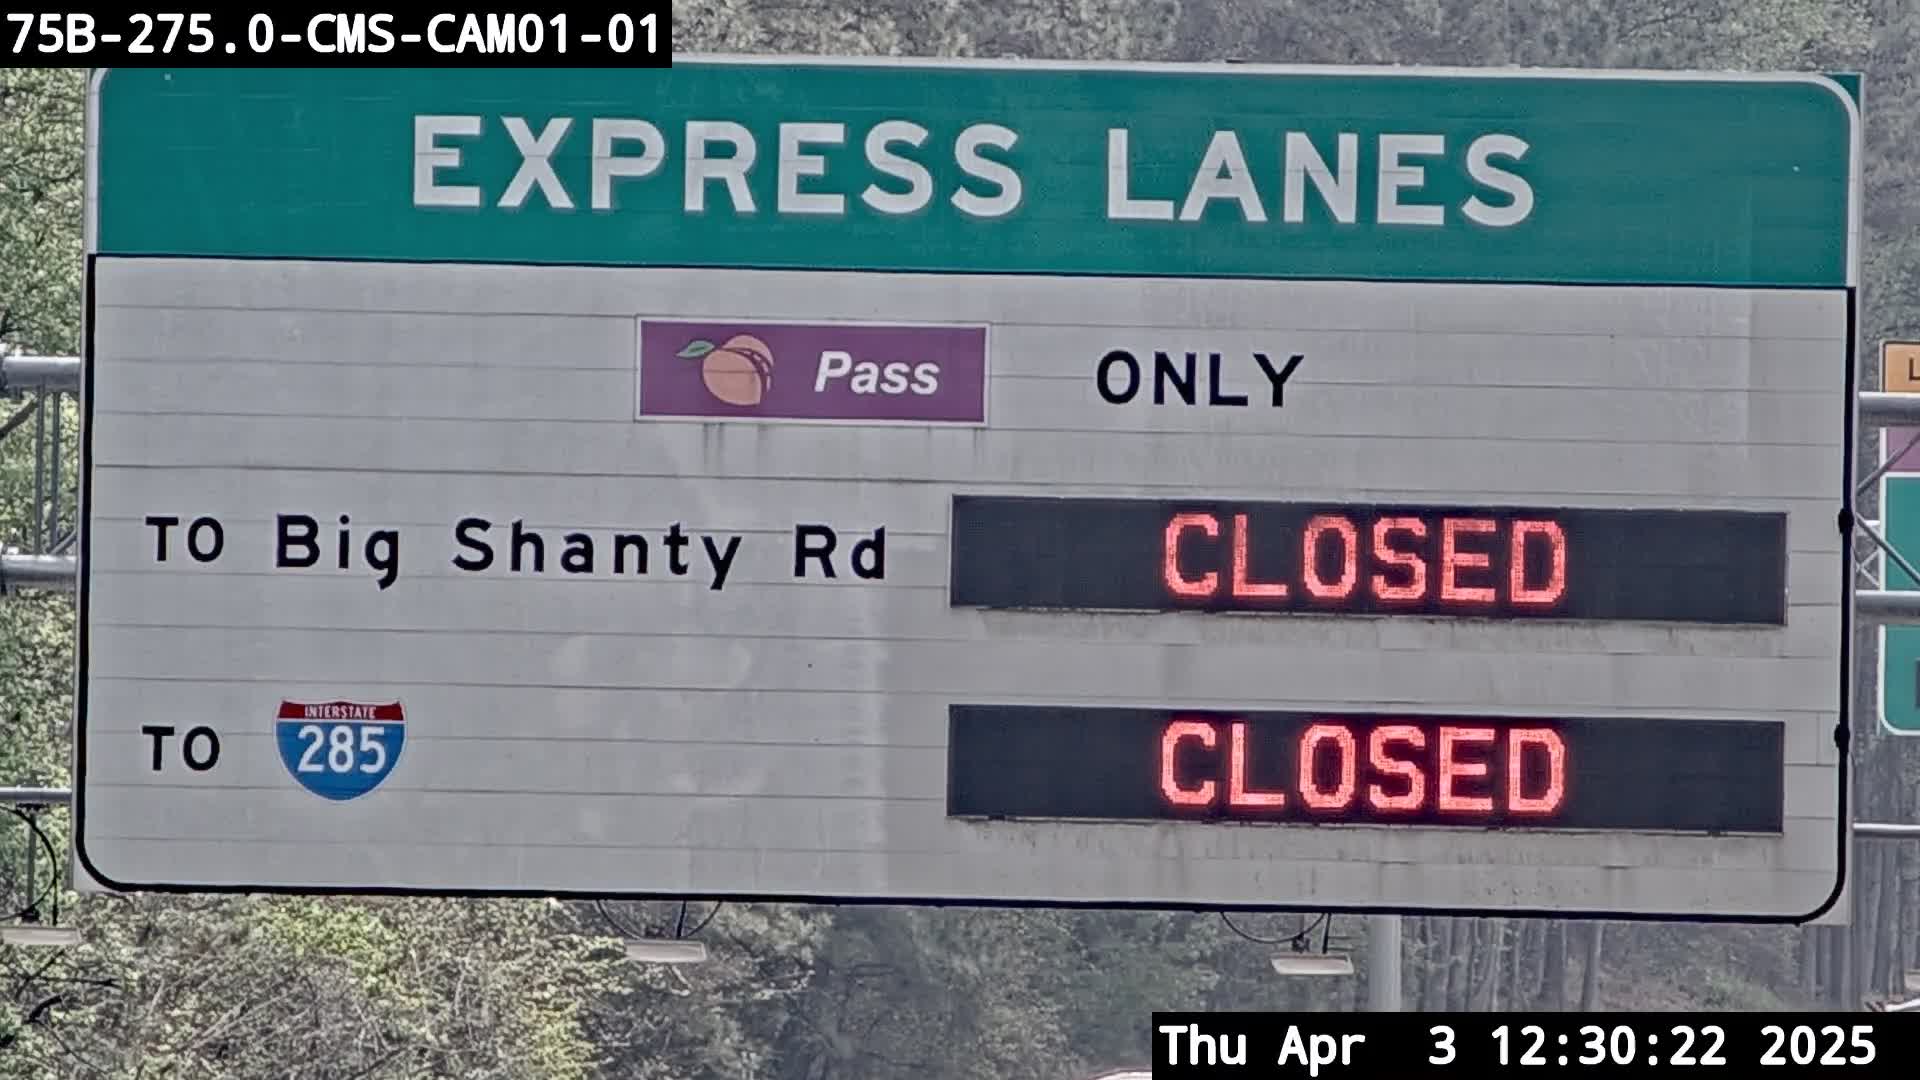 75B-275.0-CMS-CAM01-01
EXPRESS LANES
Pass ONLY
TO Big Shanty Rd CLOSED
INTERSTATE
TO 285 CLOSED
Thu Apr 3 12:30:22 2025